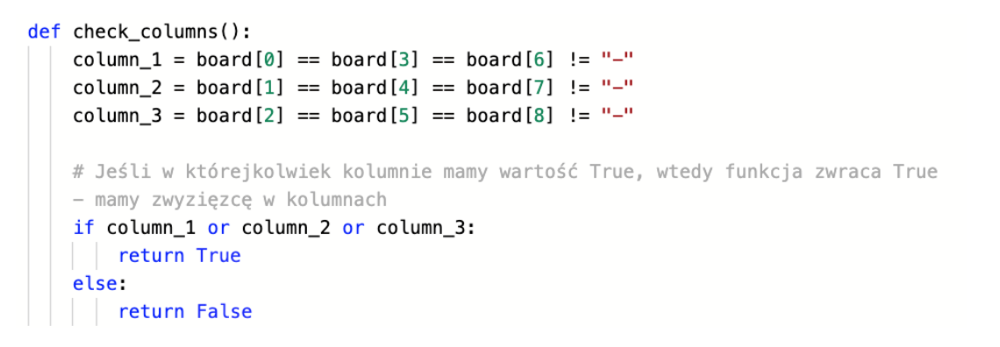 def check_columns():
column_1 = board[0] == board[3] == board[6] != "-"
column_2 = board[1] == board[4] == board[7] != "-"
column_3 = board[2] == board[5] == board[8] != "-"
# Jeśli w którejkolwiek kolumnie mamy wartość True, wtedy funkcja zwraca True
- mamy zwyzięzcę w kolumnach
if column_1 or column_2 or column_3:
return True
else:
return False